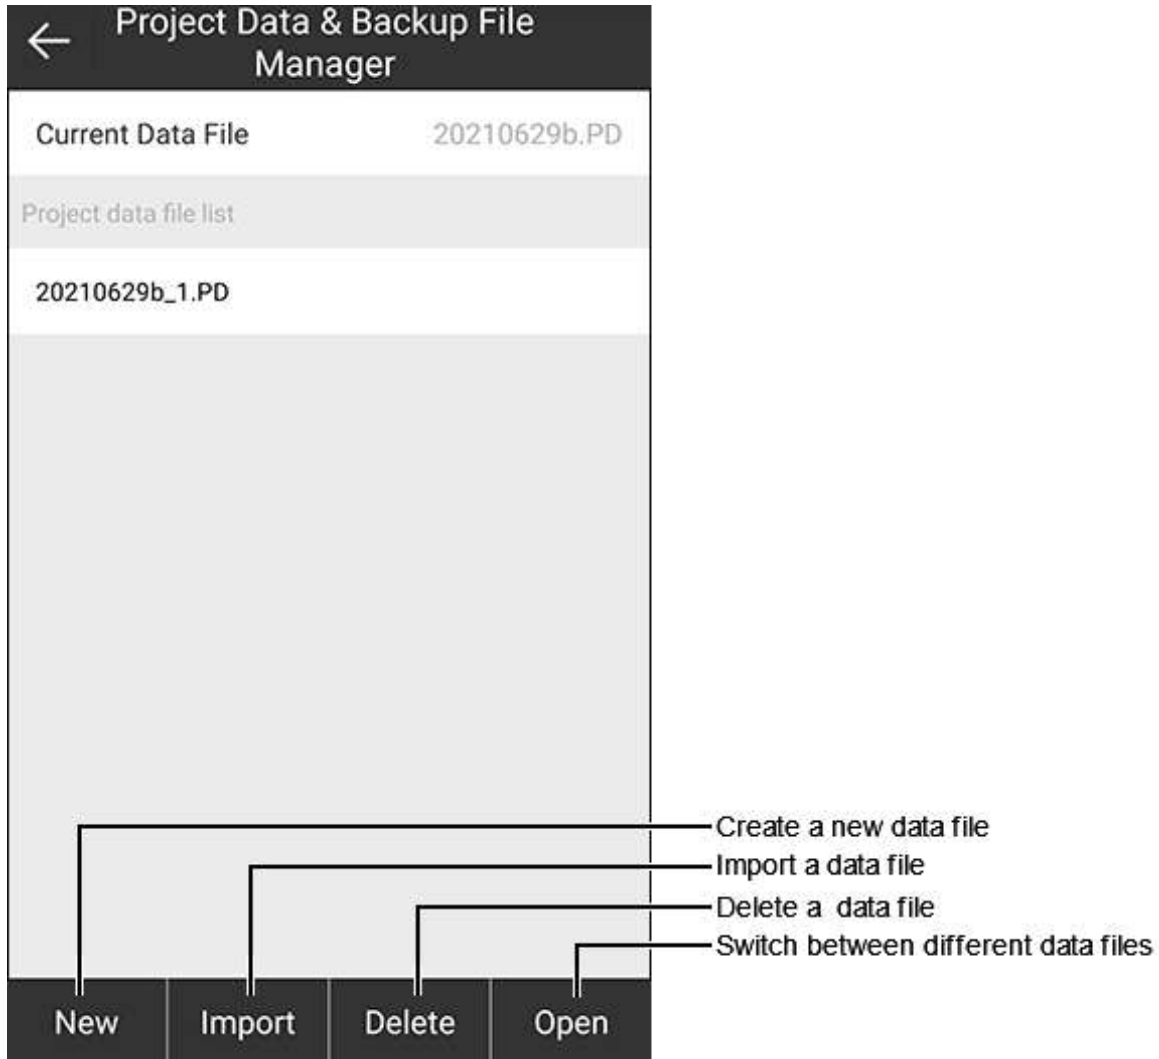 Project Data & Backup File
Manager
Current Data File 20210629b.PD
Project data file list
20210629b_1.PD
Create a new data file
Import a data file
Delete a data file
Switch between different data files
New Import Delete Open